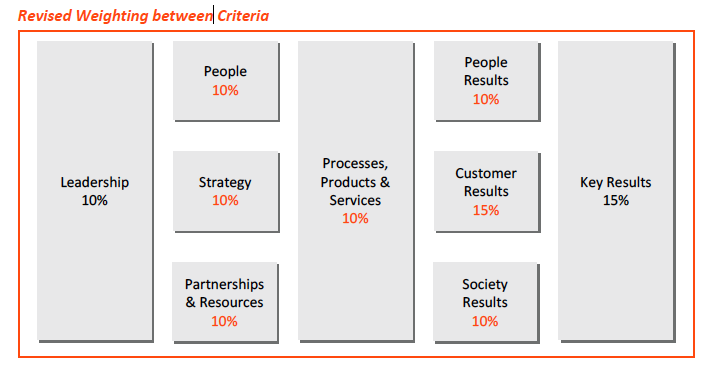 Revised Weighting between Criteria
Leadership
10%
People
10%
Strategy
10%
Partnerships
& Resources
10%
Processes,
Products &
Services
10%
People
Results
10%
Customer
Results
15%
Society
Results
10%
Key Results
15%